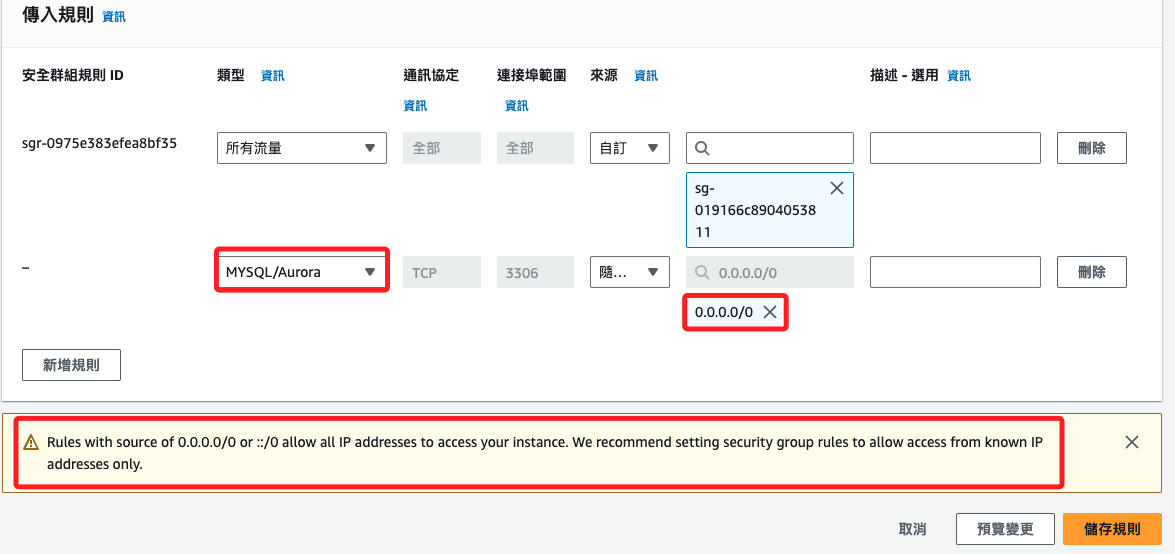 傳入規則 資訊
安全群組規則 ID 類型 資訊 通訊協定 資訊 連接埠範圍 資訊 來源 資訊 描述 - 選用 資訊
sgr-0975e383efea8bf35 所有流量 全部 全部 自訂 刪除
sg-
019166c89040538
11
– MYSQL/Aurora TCP 3306 隨... 0.0.0.0/0 刪除
0.0.0.0/0
新增規則
Rules with source of 0.0.0.0/0 or ::/0 allow all IP addresses to access your instance. We recommend setting security group rules to allow access from known IP
addresses only.
取消 預覽變更 儲存規則